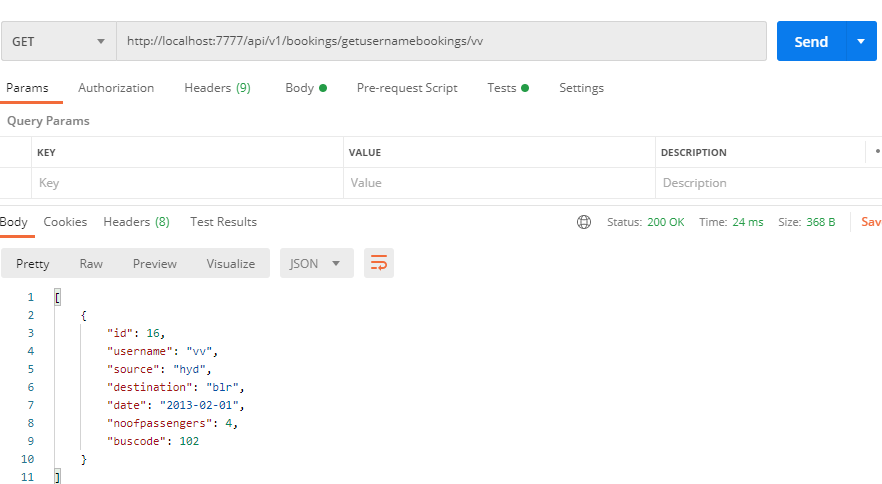 GET http://localhost:7777/api/v1/bookings/getusernamebookings/vv Send
Params Authorization Headers (9) Body Pre-request Script Tests Settings
Query Params
KEY VALUE DESCRIPTION
Key Value Description
Body Cookies Headers (8) Test Results Status: 200 OK Time: 24 ms Size: 368 B Sav
Pretty Raw Preview Visualize JSON
1 [
2 {
3 "id": 16,
4 "username": "vv",
5 "source": "hyd",
6 "destination": "blr",
7 "date": "2013-02-01",
8 "noofpassengers": 4,
9 "buscode": 102
10 }
11 ]